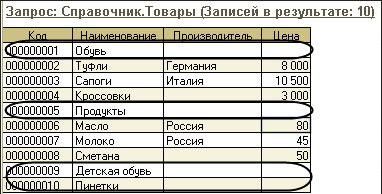 Запрос: Справочник.Товары (Записей в результате: 10)
Код Наименование Производитель Цена
000000001 Обувь
000000002 Туфли Германия 8 000
000000003 Сапоги Италия 10 500
000000004 Кроссовки 3 000
000000005 Продукты
000000006 Масло Россия 80
000000007 Молоко Россия 45
000000008 Сметана 50
000000009 Детская обувь
000000010 Пинетки